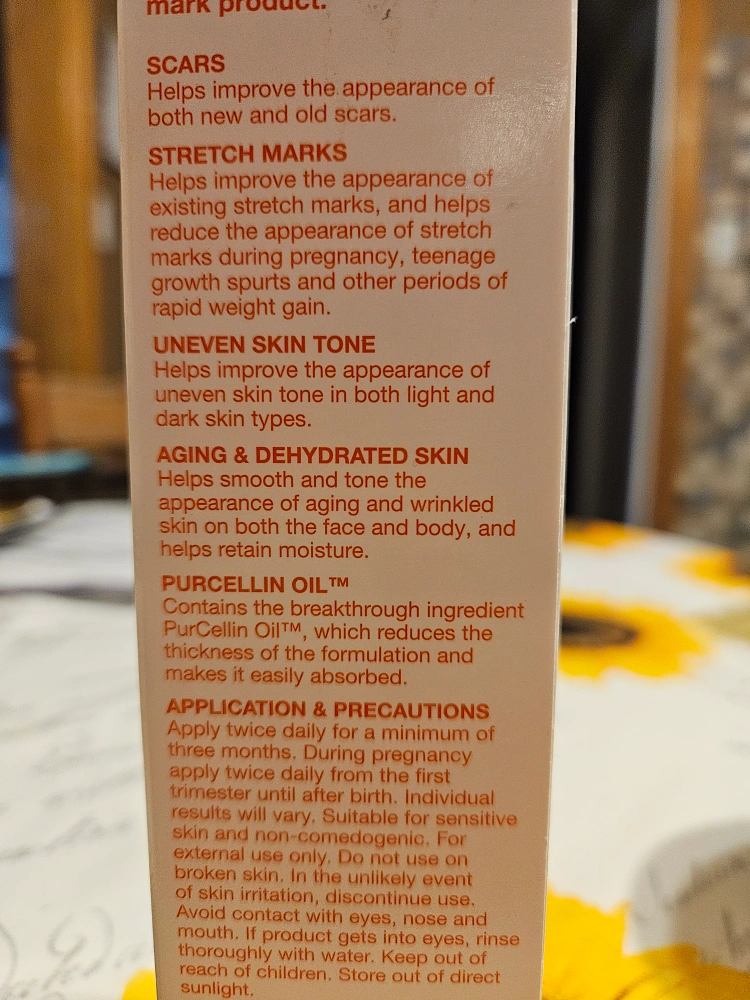 mark product.
SCARS
Helps improve the appearance of
both new and old scars.
STRETCH MARKS
Helps improve the appearance of
existing stretch marks, and helps
reduce the appearance of stretch
marks during pregnancy, teenage
growth spurts and other periods of
rapid weight gain.
UNEVEN SKIN TONE
Helps improve the appearance of
uneven skin tone in both light and
dark skin types.
AGING & DEHYDRATED SKIN
Helps smooth and tone the
appearance of aging and wrinkled
skin on both the face and body, and
helps retain moisture.
PURCELLIN OIL™
Contains the breakthrough ingredient
PurCellin Oil™, which reduces the
thickness of the formulation and
makes it easily absorbed.
APPLICATION & PRECAUTIONS
Apply twice daily for a minimum of
three months. During pregnancy
apply twice daily from the first
trimester until after birth. Individual
results will vary. Suitable for sensitive
skin and non-comedogenic. For
external use only. Do not use on
broken skin. In the unlikely event
of skin irritation, discontinue use.
Avoid contact with eyes, nose and
mouth. If product gets into eyes, rinse
thoroughly with water. Keep out of
reach of children. Store out of direct
sunlight.